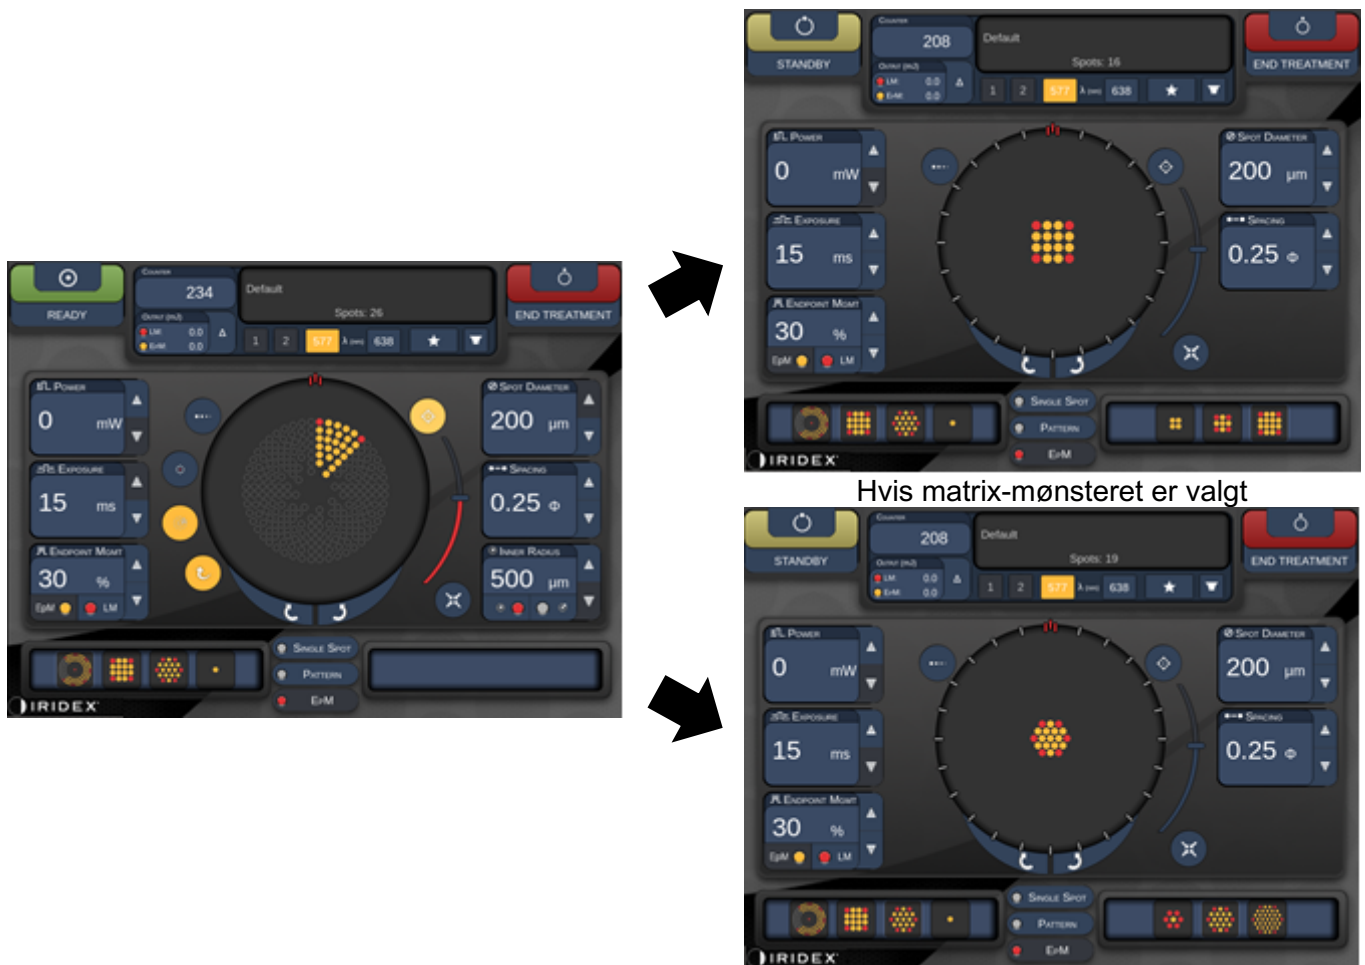 READY
COUNTER
234
OUTPUT (mJ)
LM: 0.0
EpM: 0.0
Δ
Default
Spots: 26
1 2 577 λ (nm) 638
END TREATMENT
POWER
0 mW
EXPOSURE
15 ms
ENDPOINT MGMT
30 %
EpM LM
SPOT DIAMETER
200 µm
SPACING
0.25 Φ
INNER RADIUS
500 µm
SINGLE SPOT
PATTERN
EPM
IRIDEX
STANDBY
COUNTER
208
OUTPUT (mJ)
LM: 0.0
EpM: 0.0
Δ
Default
Spots: 16
1 2 577 λ (nm) 638
END TREATMENT
POWER
0 mW
EXPOSURE
15 ms
ENDPOINT MGMT
30 %
EpM LM
SPOT DIAMETER
200 µm
SPACING
0.25 Φ
SINGLE SPOT
PATTERN
EPM
IRIDEX
Hvis matrix-mønsteret er valgt
STANDBY
COUNTER
208
OUTPUT (mJ)
LM: 0.0
EpM: 0.0
Δ
Default
Spots: 19
1 2 577 λ (nm) 638
END TREATMENT
POWER
0 mW
EXPOSURE
15 ms
ENDPOINT MGMT
30 %
EpM LM
SPOT DIAMETER
200 µm
SPACING
0.25 Φ
SINGLE SPOT
PATTERN
EPM
IRIDEX